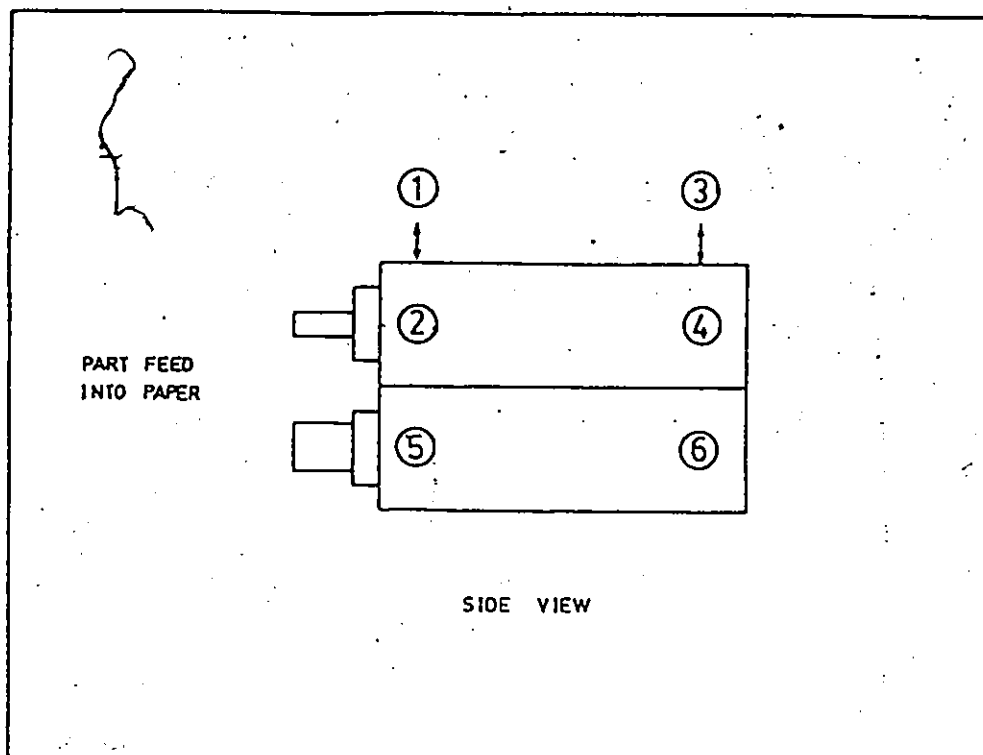 ① ③
② ④
PART FEED
INTO PAPER
⑤ ⑥
SIDE VIEW